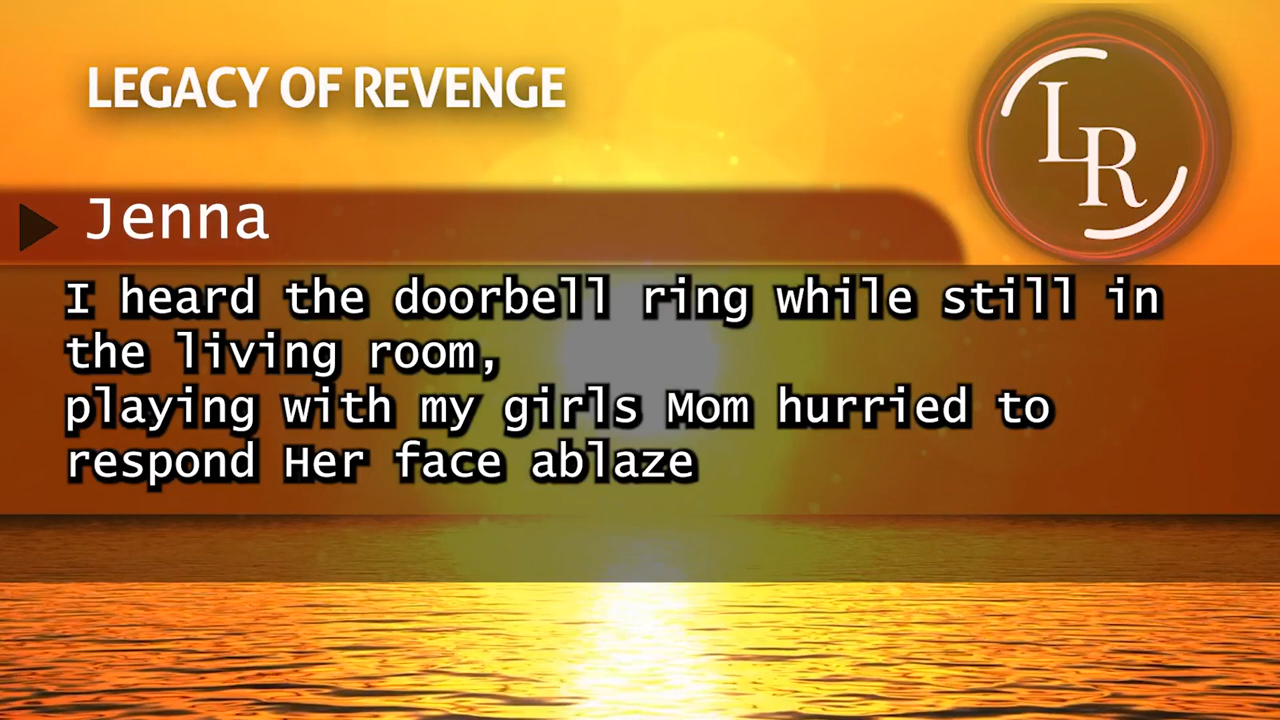 LEGACY OF REVENGE
LR
Jenna
I heard the doorbell ring while still in
the living room,
playing with my girls Mom hurried to
respond Her face ablaze